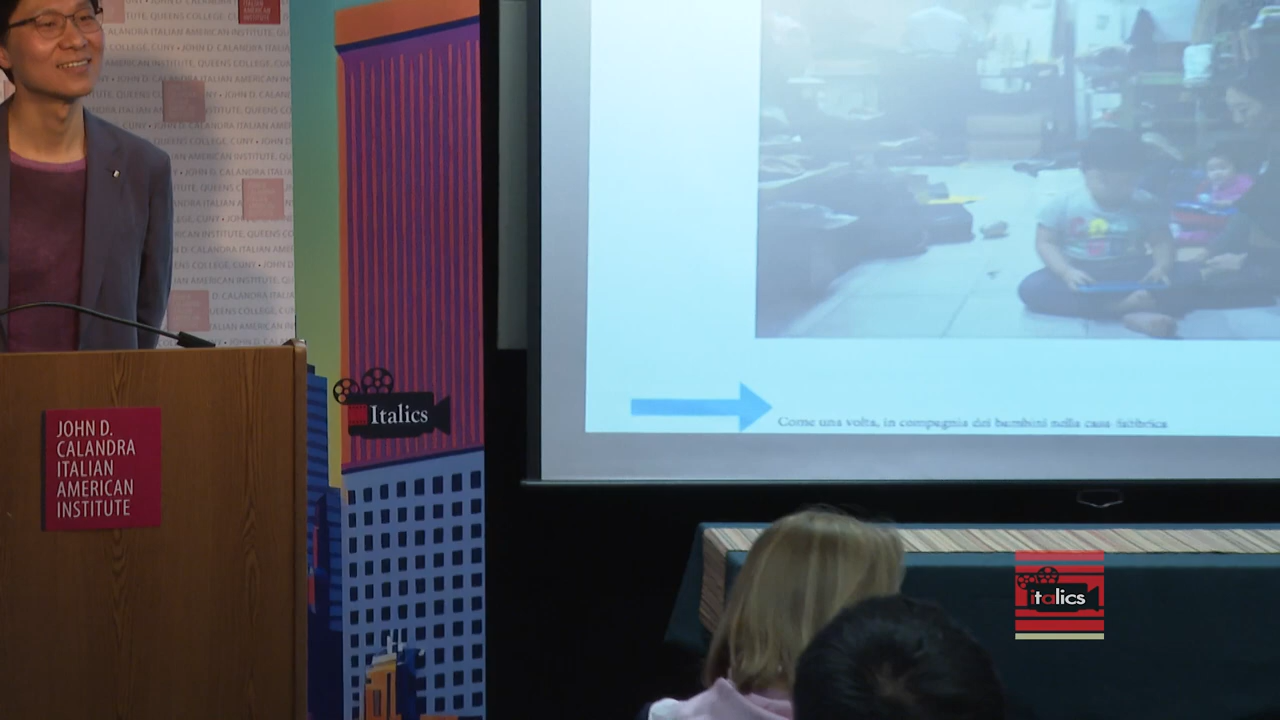 JOHN D.
CALANDRA
ITALIAN
AMERICAN
INSTITUTE
Italics
Come una volta, in compagnia dei bambini nella casa fabbrica
italics